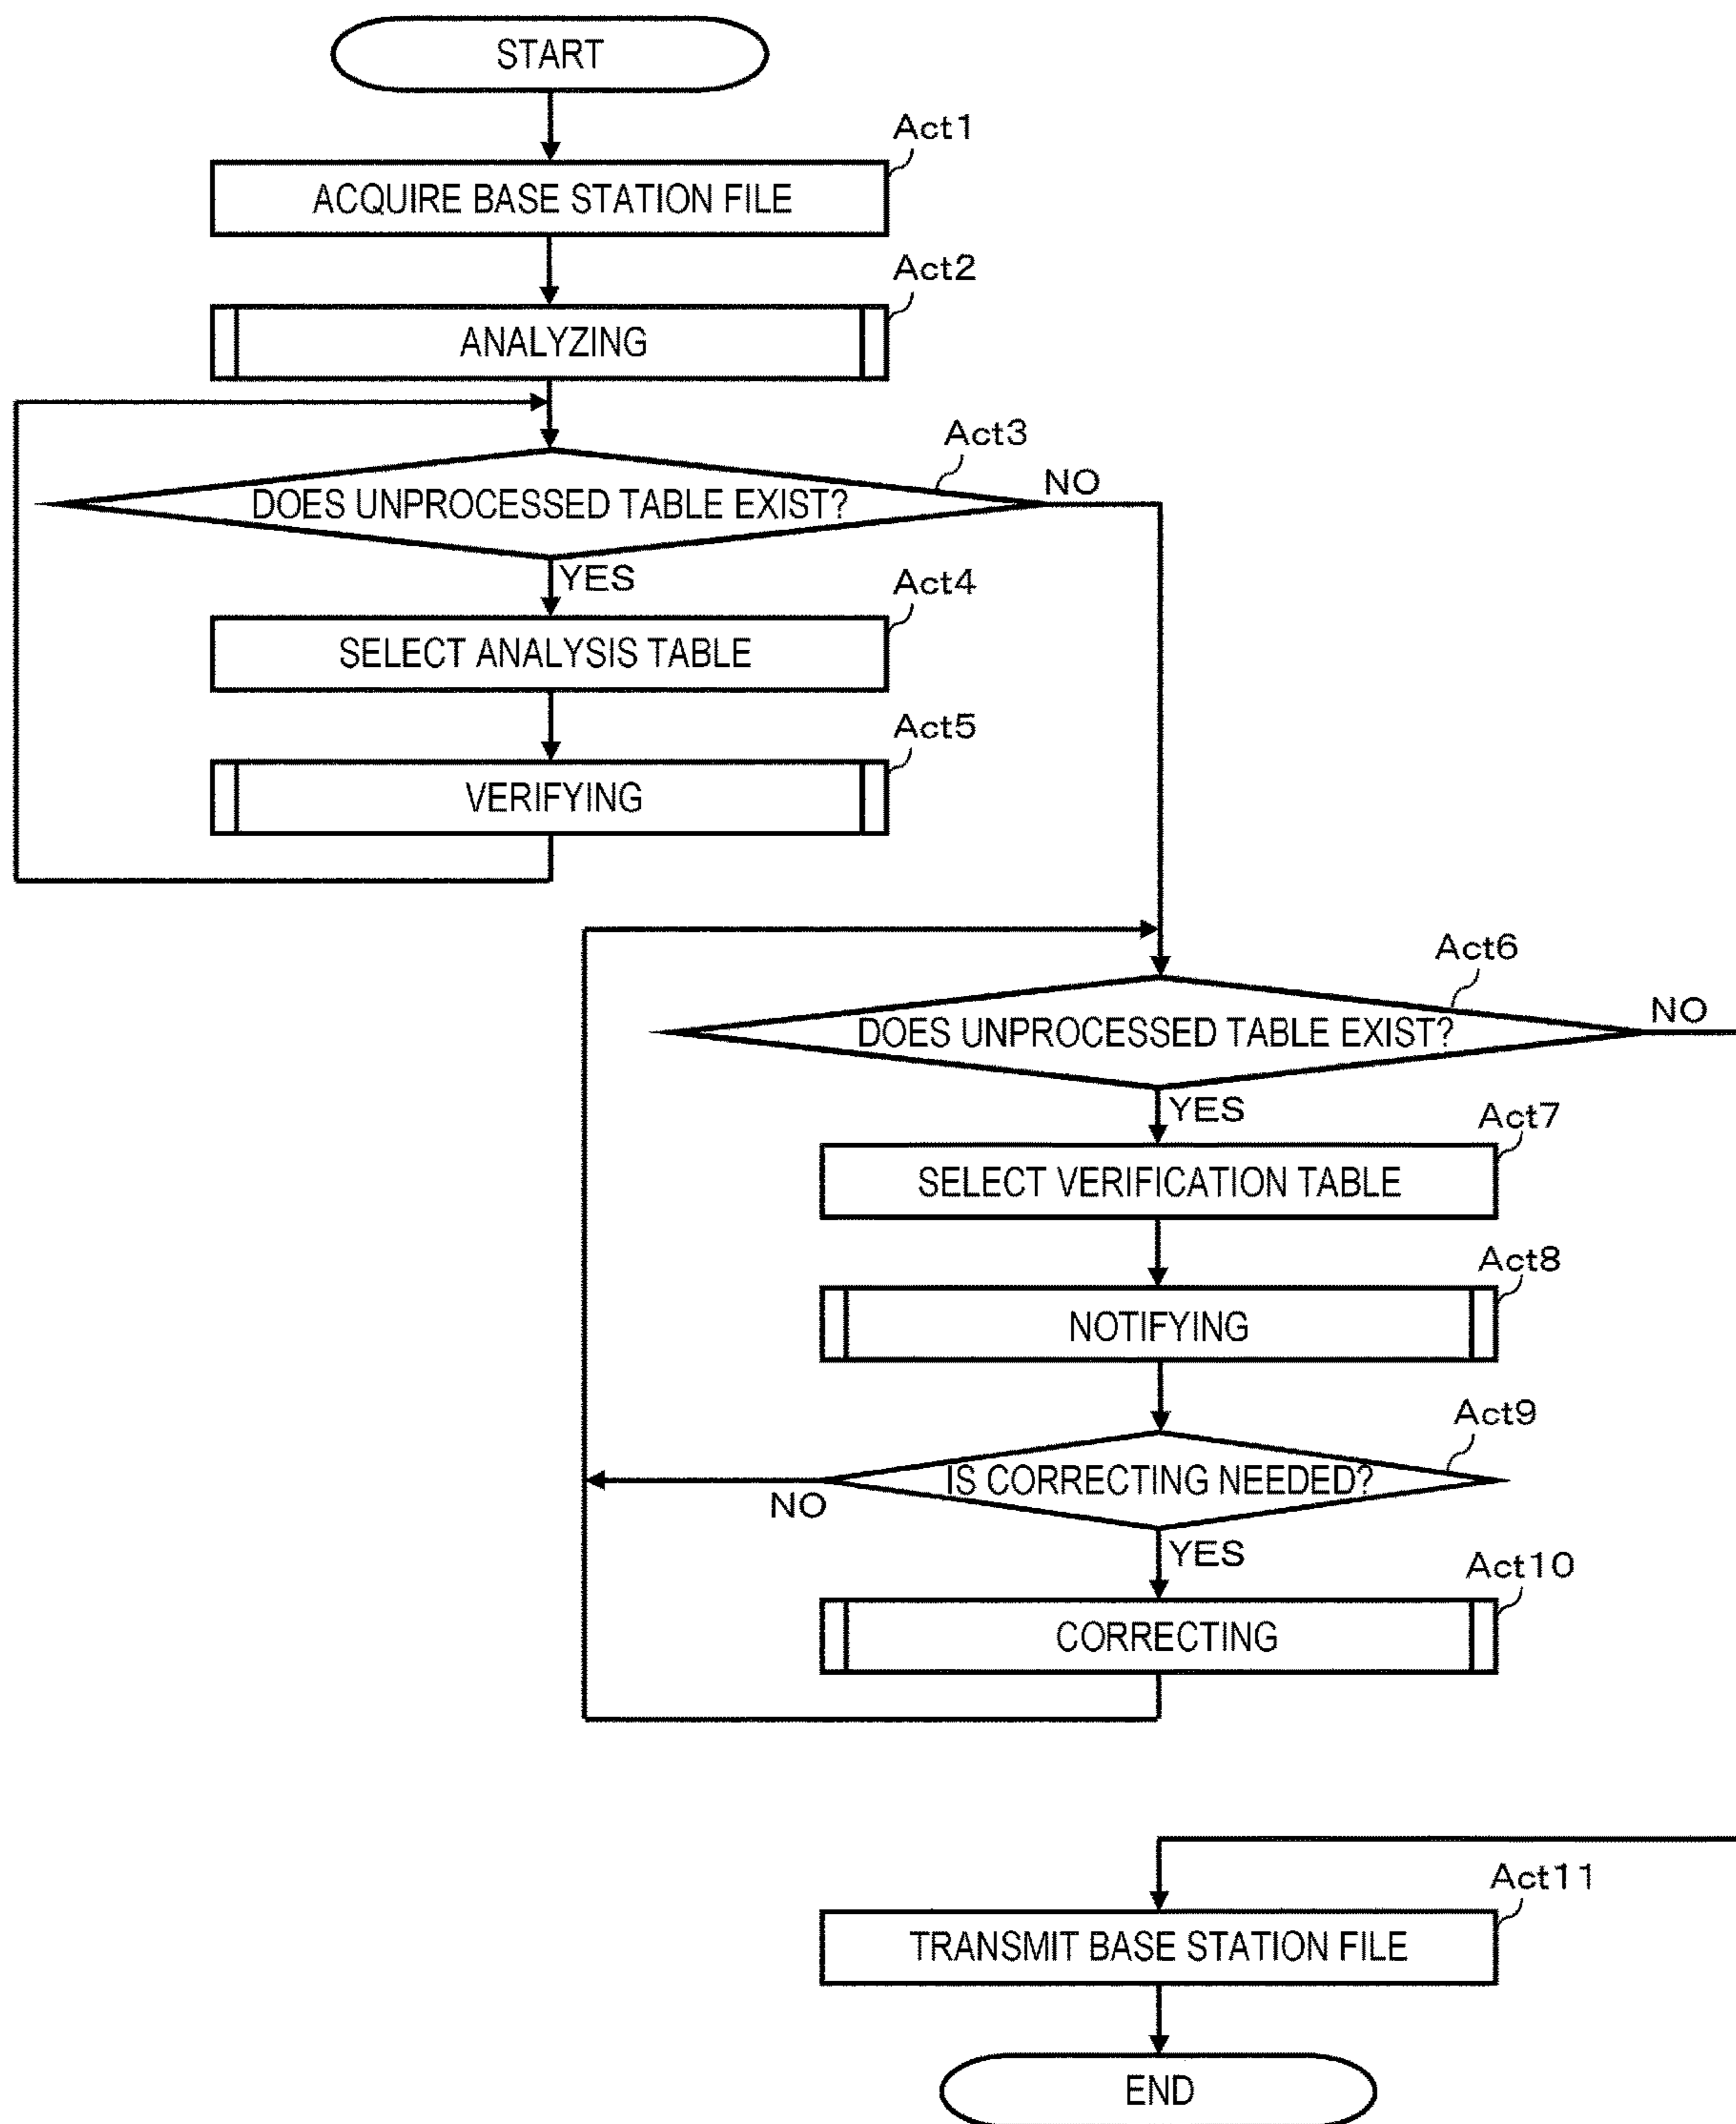 START
Act1
ACQUIRE BASE STATION FILE
Act2
ANALYZING
Act3
DOES UNPROCESSED TABLE EXIST?
NO
YES
Act4
SELECT ANALYSIS TABLE
Act5
VERIFYING
Act6
DOES UNPROCESSED TABLE EXIST?
NO
YES
Act7
SELECT VERIFICATION TABLE
Act8
NOTIFYING
Act9
IS CORRECTING NEEDED?
NO
YES
Act10
CORRECTING
Act11
TRANSMIT BASE STATION FILE
END